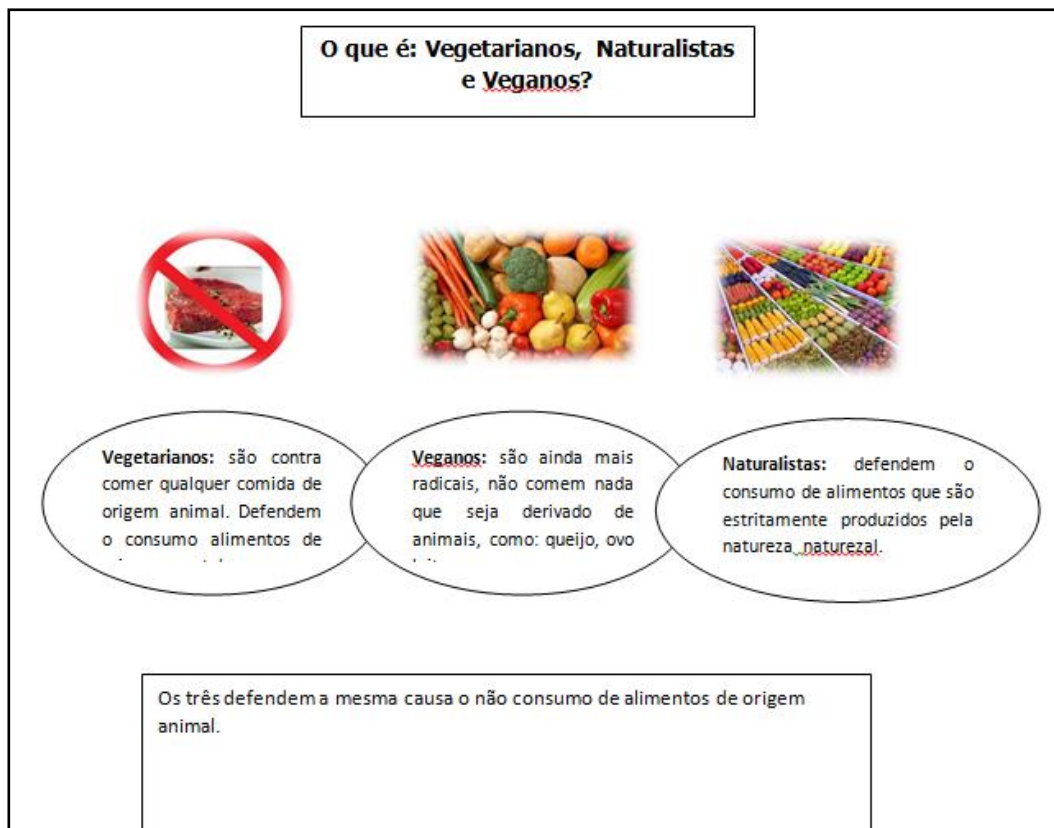 O que é: Vegetarianos, Naturalistas
e Veganos?
Vegetarianos: são contra
comer qualquer comida de
origem animal. Defendem
o consumo alimentos de
Veganos: são ainda mais
radicais, não comem nada
que seja derivado de
animais, como: queijo, ovo
Naturalistas: defendem o
consumo de alimentos que são
estritamente produzidos pela
natureza, naturezal.
Os três defendem a mesma causa o não consumo de alimentos de origem
animal.